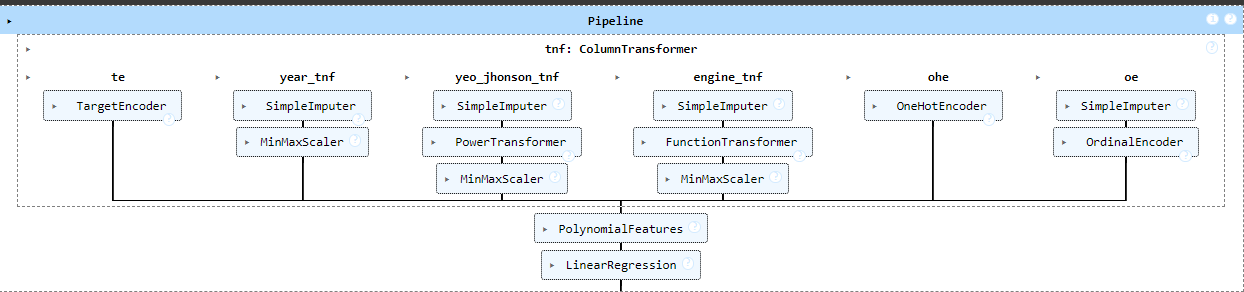 Pipeline
tnf: ColumnTransformer
te year_tnf yeo_jhonson_tnf engine_tnf ohe oe
TargetEncoder SimpleImputer SimpleImputer SimpleImputer OneHotEncoder SimpleImputer
MinMaxScaler PowerTransformer FunctionTransformer OrdinalEncoder
MinMaxScaler MinMaxScaler
PolynomialFeatures
LinearRegression